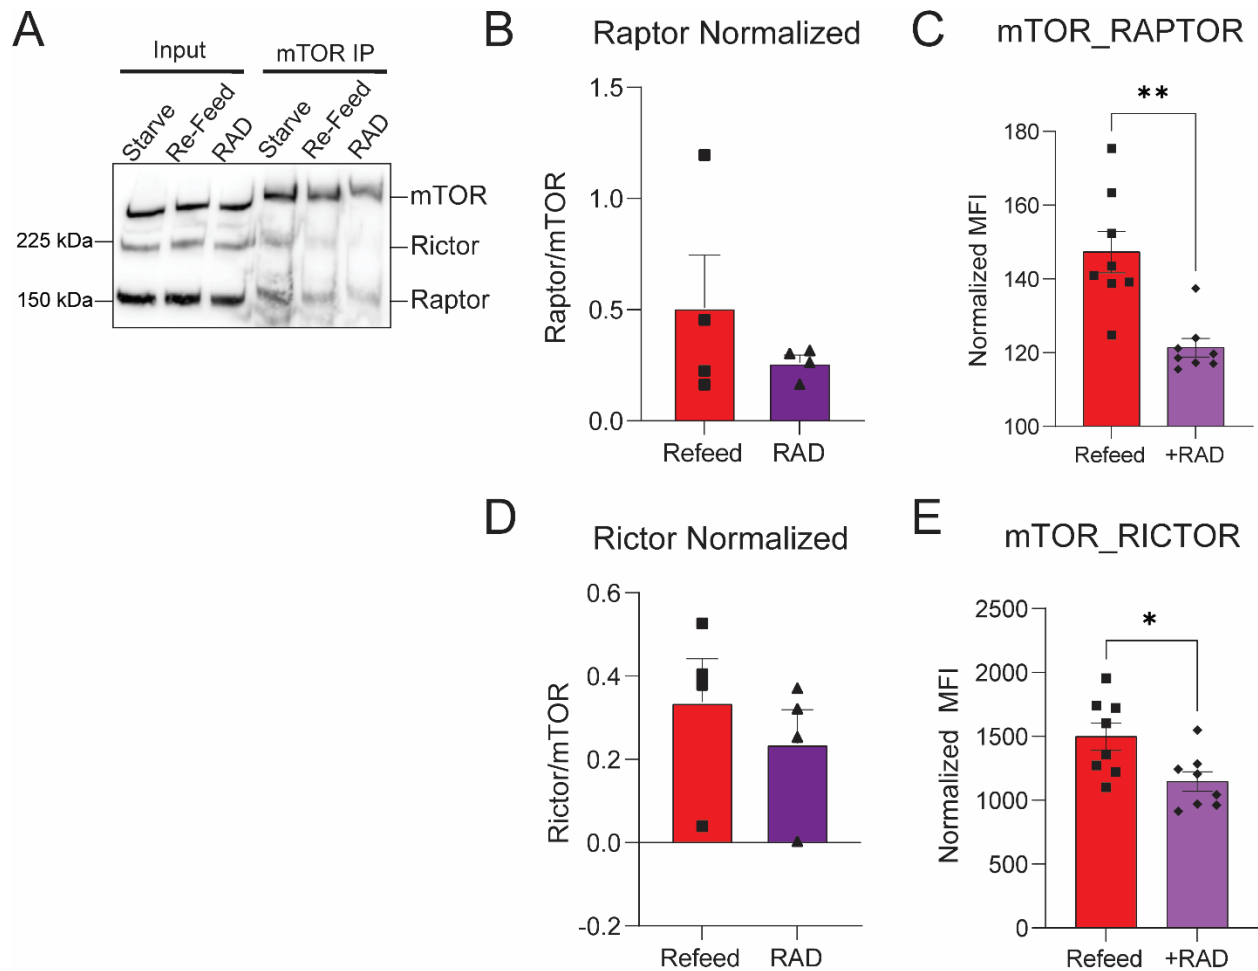 A
Input
mTOR IP
Starve
Re-Feed
RAD
Starve
Re-Feed
RAD
mTOR
225 kDa
Rictor
150 kDa
Raptor
B
Raptor Normalized
Raptor/mTOR
1.5
1.0
0.5
0.0
Refeed
RAD
C
mTOR_RAPTOR
**
Normalized MFI
180
160
140
120
100
Refeed
+RAD
D
Rictor Normalized
Rictor/mTOR
0.6
0.4
0.2
0.0
-0.2
Refeed
RAD
E
mTOR_RICTOR
*
Normalized MFI
2500
2000
1500
1000
500
0
Refeed
+RAD